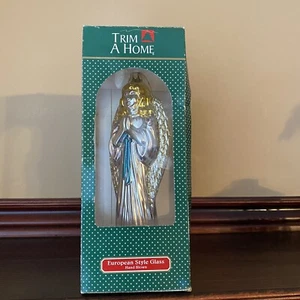 TRIM
A HOME
European Style Glass
Hand Blown